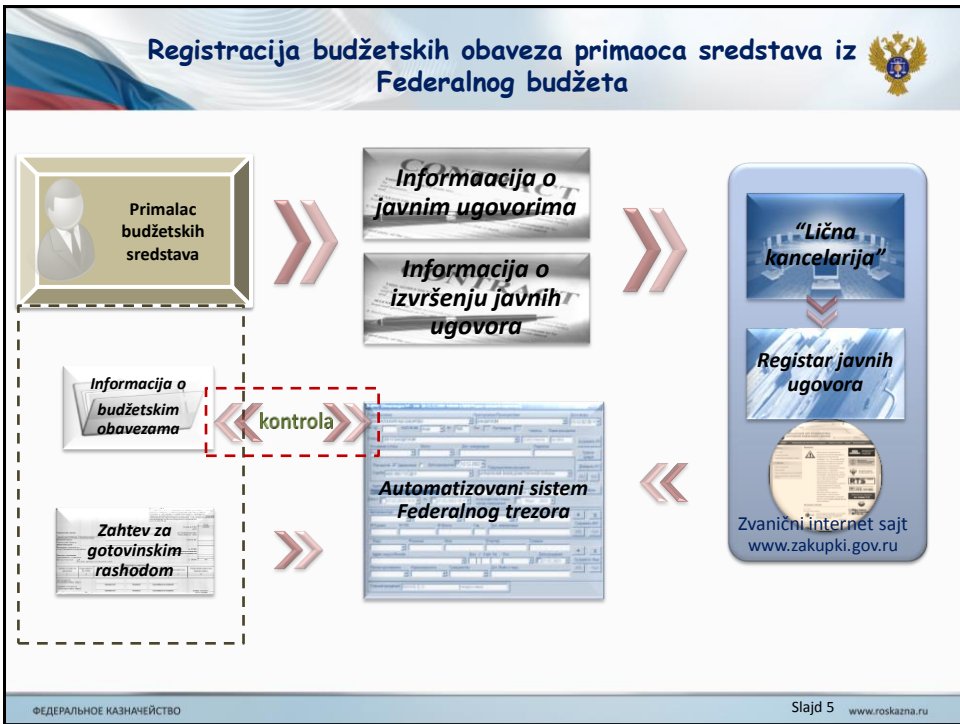 Registracija budžetskih obaveza primaoca sredstava iz
Federalnog budžeta
Primalac
budžetskih
sredstava
CONTRACT
Informaacija o
javnim ugovorima
CONTRACT
Informacija o
izvršenju javnih
ugovora
“Lična
kancelarija”
Registar javnih
ugovora
Zvanični internet sajt
www.zakupki.gov.ru
Informacija o
budžetskim
obavezama
kontrola
Automatizovani sistem
Federalnog trezora
Zahtev za
gotovinskim
rashodom
ФЕДЕРАЛЬНОЕ КАЗНАЧЕЙСТВО
Slajd 5
www.roskazna.ru